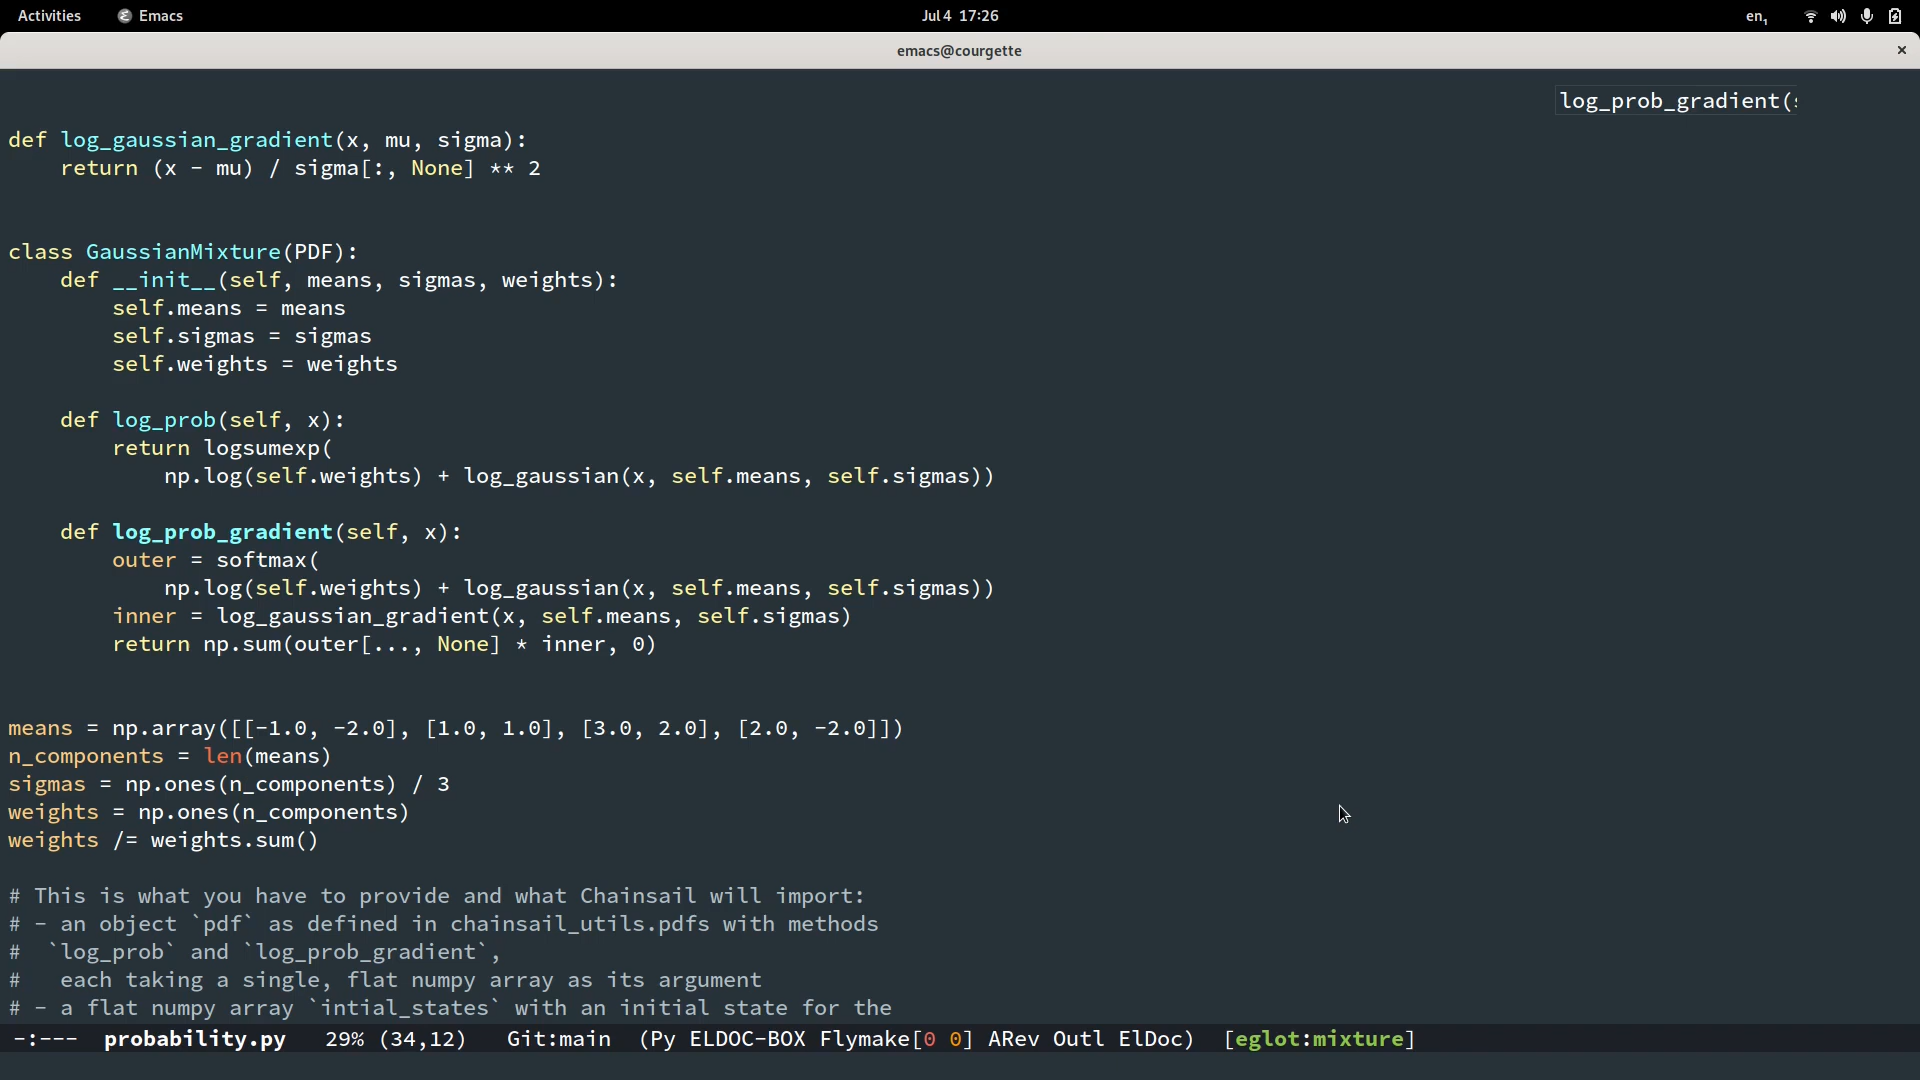 Activities Emacs Jul 4 17:26 en₁
emacs@courgette
log_prob_gradient(
def log_gaussian_gradient(x, mu, sigma):
    return (x - mu) / sigma[:, None] ** 2
class GaussianMixture(PDF):
    def __init__(self, means, sigmas, weights):
        self.means = means
        self.sigmas = sigmas
        self.weights = weights
    def log_prob(self, x):
        return logsumexp(
            np.log(self.weights) + log_gaussian(x, self.means, self.sigmas))
    def log_prob_gradient(self, x):
        outer = softmax(
            np.log(self.weights) + log_gaussian(x, self.means, self.sigmas))
        inner = log_gaussian_gradient(x, self.means, self.sigmas)
        return np.sum(outer[..., None] * inner, 0)
means = np.array([[-1.0, -2.0], [1.0, 1.0], [3.0, 2.0], [2.0, -2.0]])
n_components = len(means)
sigmas = np.ones(n_components) / 3
weights = np.ones(n_components)
weights /= weights.sum()
# This is what you have to provide and what Chainsail will import:
# - an object `pdf` as defined in chainsail_utils.pdfs with methods
#  `log_prob` and `log_prob_gradient`,
#   each taking a single, flat numpy array as its argument
# - a flat numpy array `intial_states` with an initial state for the
-:--- probability.py 29% (34,12) Git:main (Py ELDOC-BOX Flymake[0 0] ARev Outl ElDoc) [eglot:mixture]